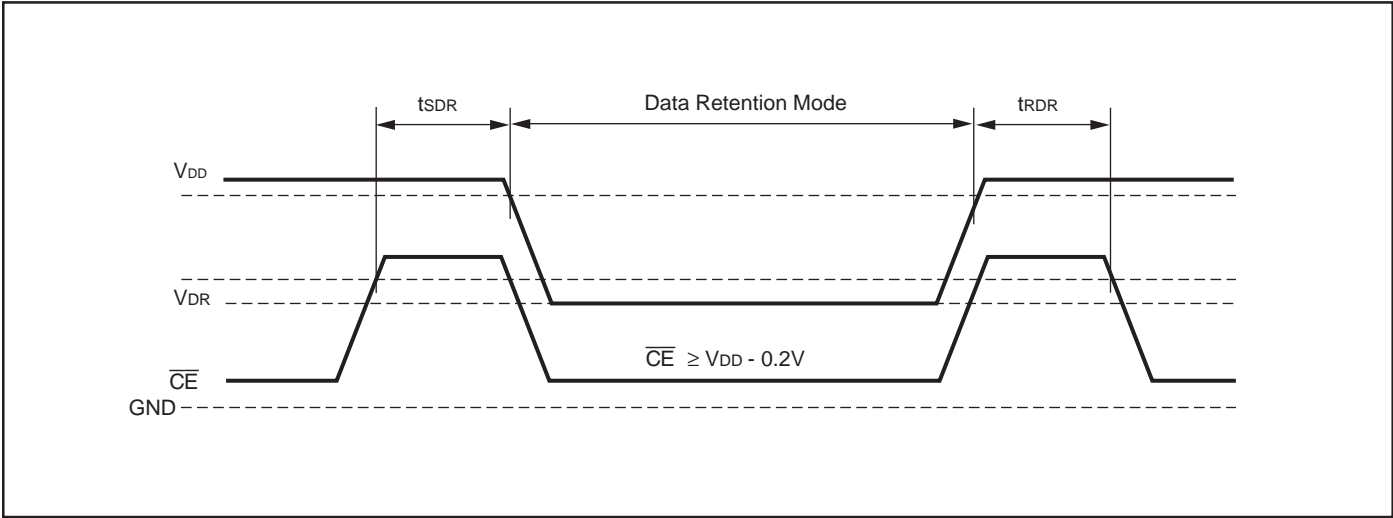 tSDR
Data Retention Mode
tRDR
VDD
VDR
CE ≥ VDD - 0.2V
CE
GND